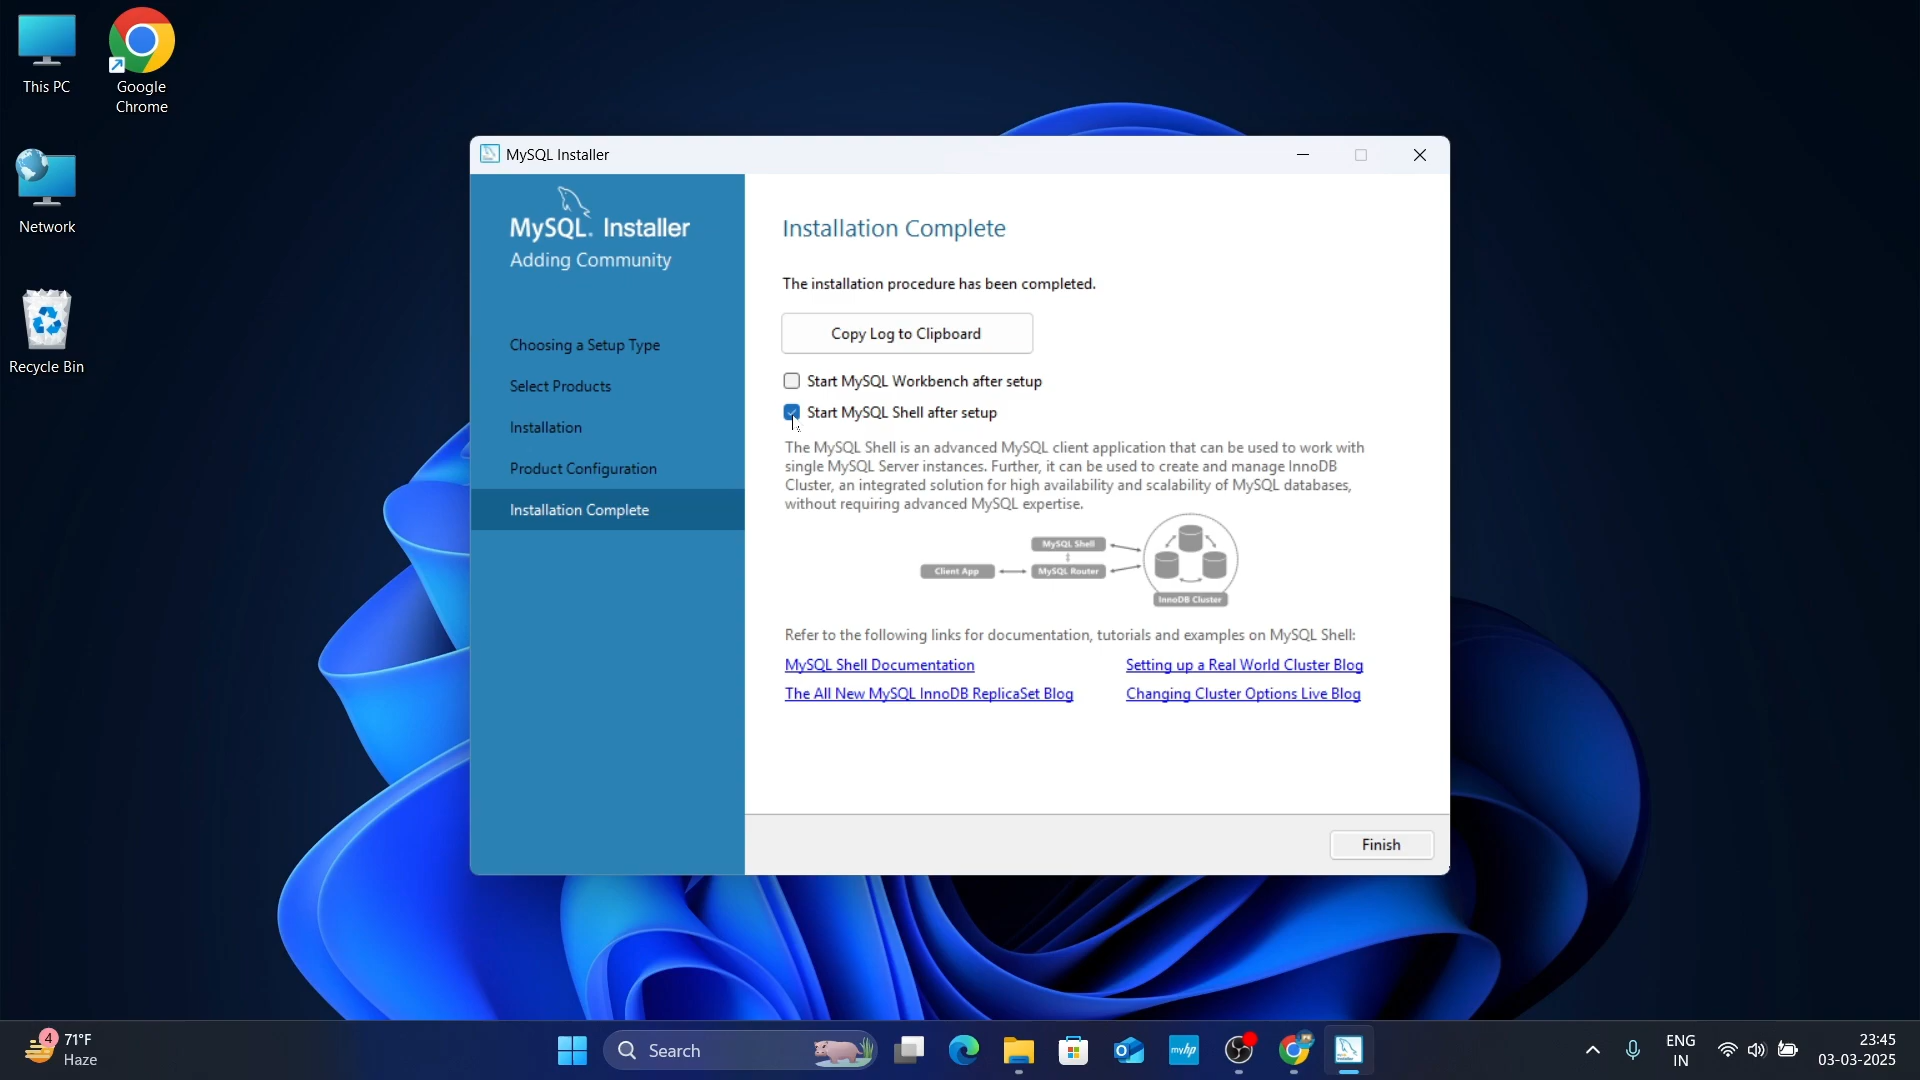 This PC
Google
Chrome
Network
Recycle Bin
MySQL Installer
MySQL. Installer
Adding Community
Choosing a Setup Type
Select Products
Installation
Product Configuration
Installation Complete
Installation Complete
The installation procedure has been completed.
Copy Log to Clipboard
Start MySQL Workbench after setup
Start MySQL Shell after setup
The MySQL Shell is an advanced MySQL client application that can be used to work with
single MySQL Server instances. Further, it can be used to create and manage InnoDB
Cluster, an integrated solution for high availability and scalability of MySQL databases,
without requiring advanced MySQL expertise.
MySQL Shell
Client App
MySQL Router
InnoDB Cluster
Refer to the following links for documentation, tutorials and examples on MySQL Shell:
MySQL Shell Documentation
Setting up a Real World Cluster Blog
The All New MySQL InnoDB ReplicaSet Blog
Changing Cluster Options Live Blog
Finish
4
71°F
Haze
Search
myhp
ENG
IN
23:45
03-03-2025